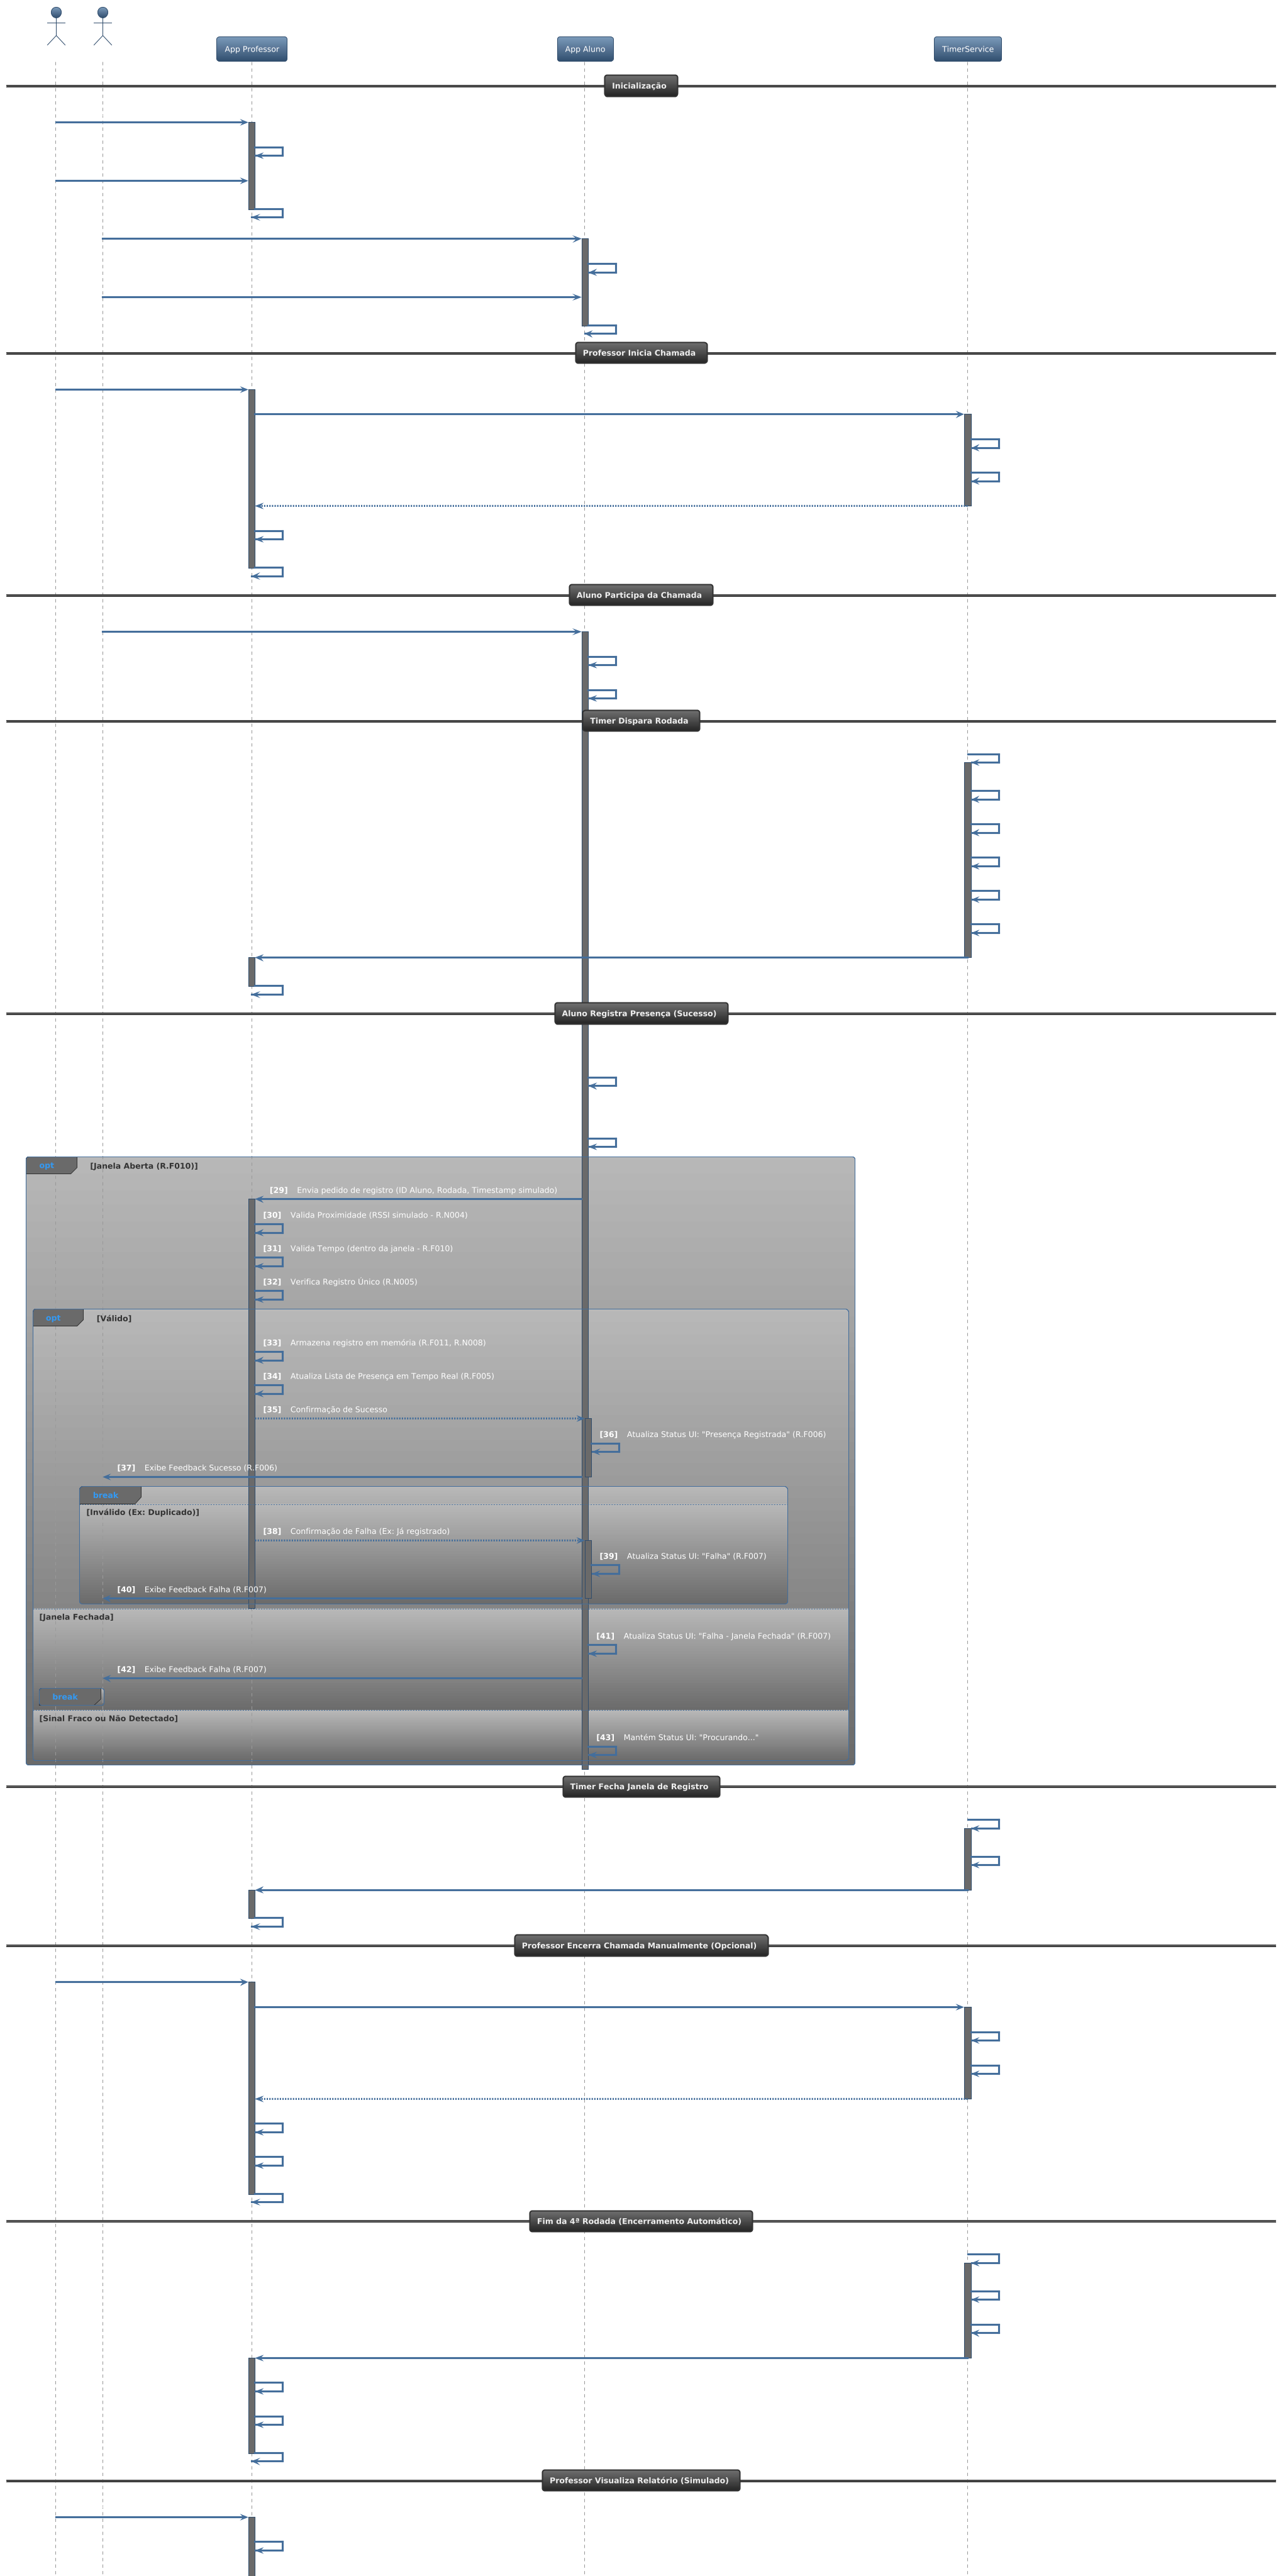 App Professor
App Aluno
TimerService
Inicialização
Professor Inicia Chamada
Aluno Participa da Chamada
Timer Dispara Rodada
Aluno Registra Presença (Sucesso)
opt [Janela Aberta (R.F010)]
[29] Envia pedido de registro (ID Aluno, Rodada, Timestamp simulado)
[30] Valida Proximidade (RSSI simulado - R.N004)
[31] Valida Tempo (dentro da janela - R.F010)
[32] Verifica Registro Único (R.N005)
opt [Válido]
[33] Armazena registro em memória (R.F011, R.N008)
[34] Atualiza Lista de Presença em Tempo Real (R.F005)
[35] Confirmação de Sucesso
[36] Atualiza Status UI: "Presença Registrada" (R.F006)
[37] Exibe Feedback Sucesso (R.F006)
break
[Inválido (Ex: Duplicado)]
[38] Confirmação de Falha (Ex: Já registrado)
[39] Atualiza Status UI: "Falha" (R.F007)
[40] Exibe Feedback Falha (R.F007)
[Janela Fechada]
[41] Atualiza Status UI: "Falha - Janela Fechada" (R.F007)
[42] Exibe Feedback Falha (R.F007)
break
[Sinal Fraco ou Não Detectado]
[43] Mantém Status UI: "Procurando..."
Timer Fecha Janela de Registro
Professor Encerra Chamada Manualmente (Opcional)
Fim da 4ª Rodada (Encerramento Automático)
Professor Visualiza Relatório (Simulado)